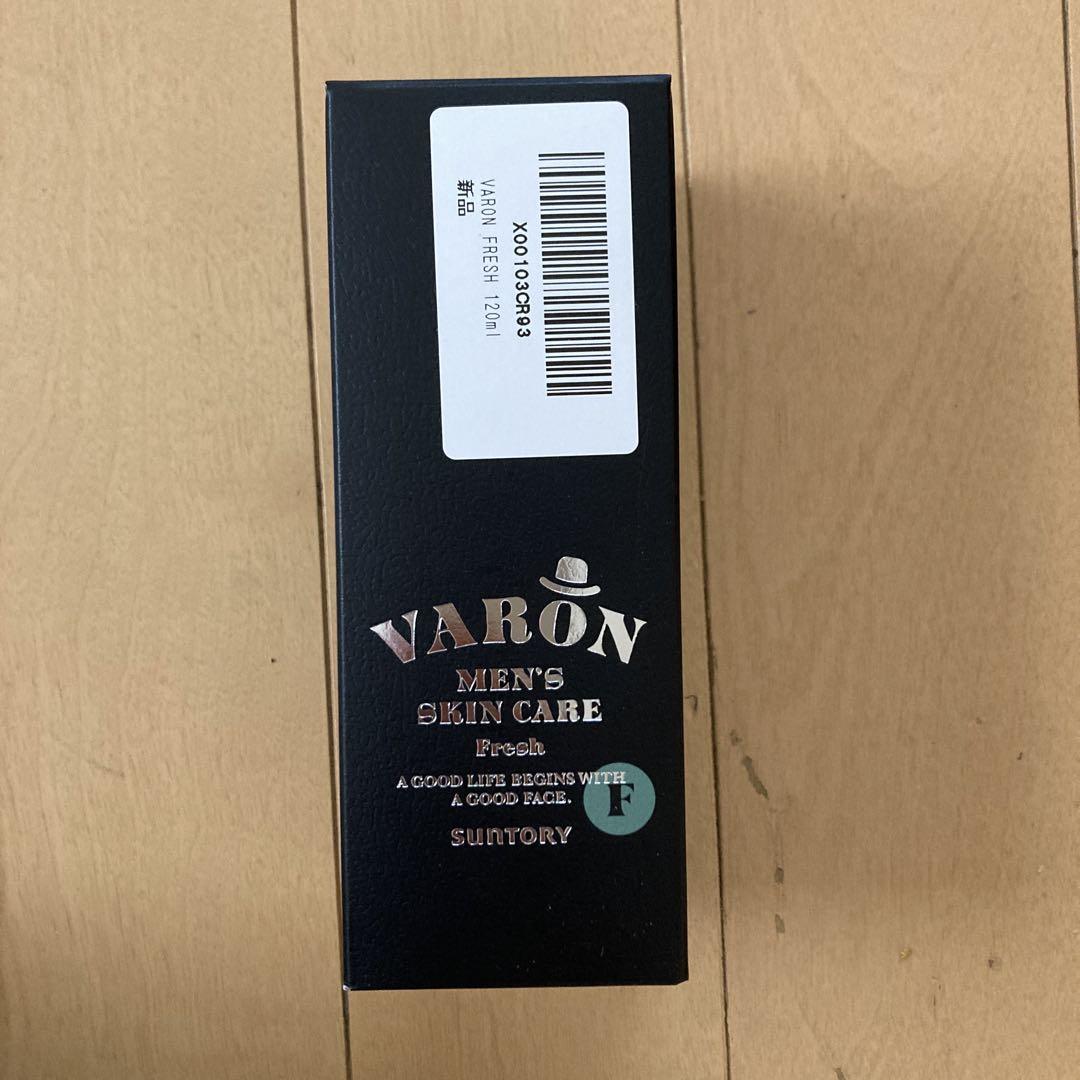 X00103CR93
VARON FRESH 120ml
新品
VARON
MEN'S
SKIN CARE
Fresh
A GOOD LIFE BEGINS WITH
A GOOD FACE.
F
SUNTORY